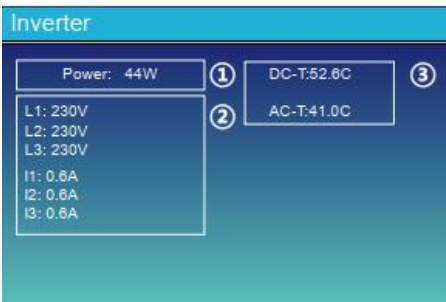 Inverter
Power: 44W
①
L1: 230V
L2: 230V
L3: 230V
I1: 0.6A
I2: 0.6A
I3: 0.6A
②
DC-T:52.6C
AC-T:41.0C
③